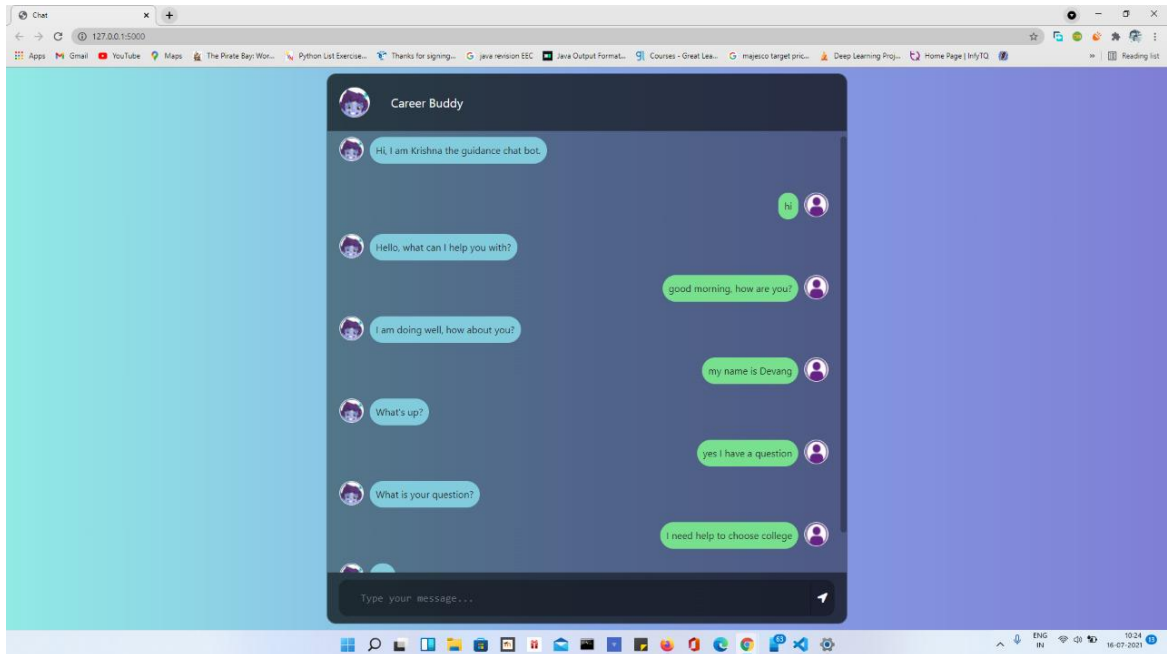 Chat
127.0.0.1:5000
Apps
Gmail
YouTube
Maps
The Pirate Bay: Wor...
Python List Exercise...
Thanks for signing...
java revision EEC
Java Output Format...
Courses - Great Lea...
majesco target pric...
Deep Learning Proj...
Home Page | InfyTQ
»
Reading list
Career Buddy
Hi, I am Krishna the guidance chat bot.
hi
Hello, what can I help you with?
good morning, how are you?
I am doing well, how about you?
my name is Devang
What's up?
yes I have a question
What is your question?
I need help to choose college
Type your message...
63
ENG
IN
10:24
16-07-2021